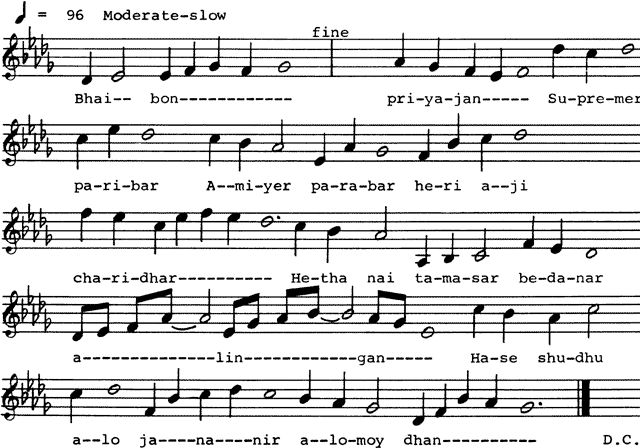 ♩ = 96 Moderate-slow
fine
Bhai-- bon------------ pri-ya-jan----- Su-pre-mer
pa-ri-bar A--mi-yer pa-ra-bar he-ri a--ji
cha-ri-dhar---------- He-tha nai ta-ma-sar be-da-nar
a--------------lin------------gan------ Ha-se shu-dhu
a--lo ja----na----nir a--lo-moy dhan---------- D.C.